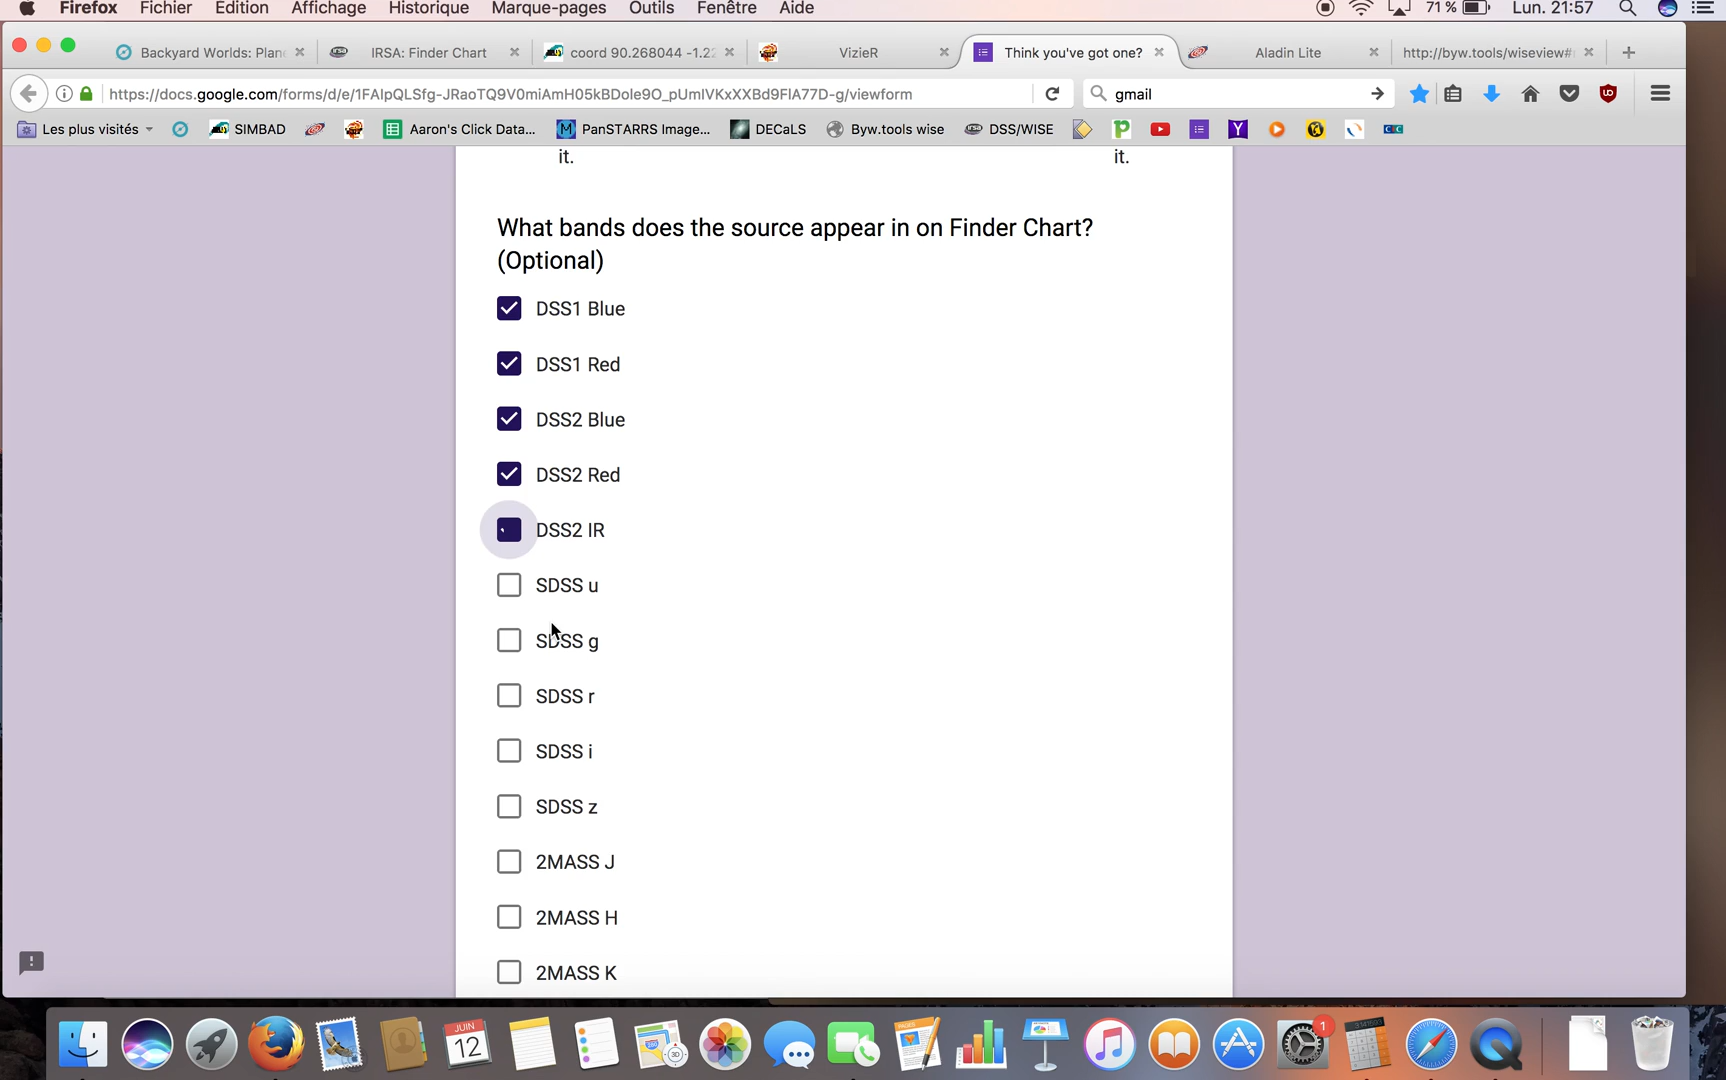 Firefox Fichier Edition Affichage Historique Marque-pages Outils Fenêtre Aide 71 % Lun. 21:57
Backyard Worlds: Plan
IRSA: Finder Chart
coord 90.268044 -1.22
VizieR
Think you've got one?
Aladin Lite
http://byw.tools/wiseview#
https://docs.google.com/forms/d/e/1FAIpQLSfg-JRaoTQ9V0miAmH05kBDoIe9O_pUmIVKxXXBd9FIA77D-g/viewform
gmail
Les plus visités SIMBAD Aaron's Click Data... PanSTARRS Image... DECaLS Byw.tools wise DSS/WISE
it. it.
What bands does the source appear in on Finder Chart?
(Optional)
DSS1 Blue
DSS1 Red
DSS2 Blue
DSS2 Red
DSS2 IR
SDSS u
SDSS g
SDSS r
SDSS i
SDSS z
2MASS J
2MASS H
2MASS K
JUIN
12
PAGES
1